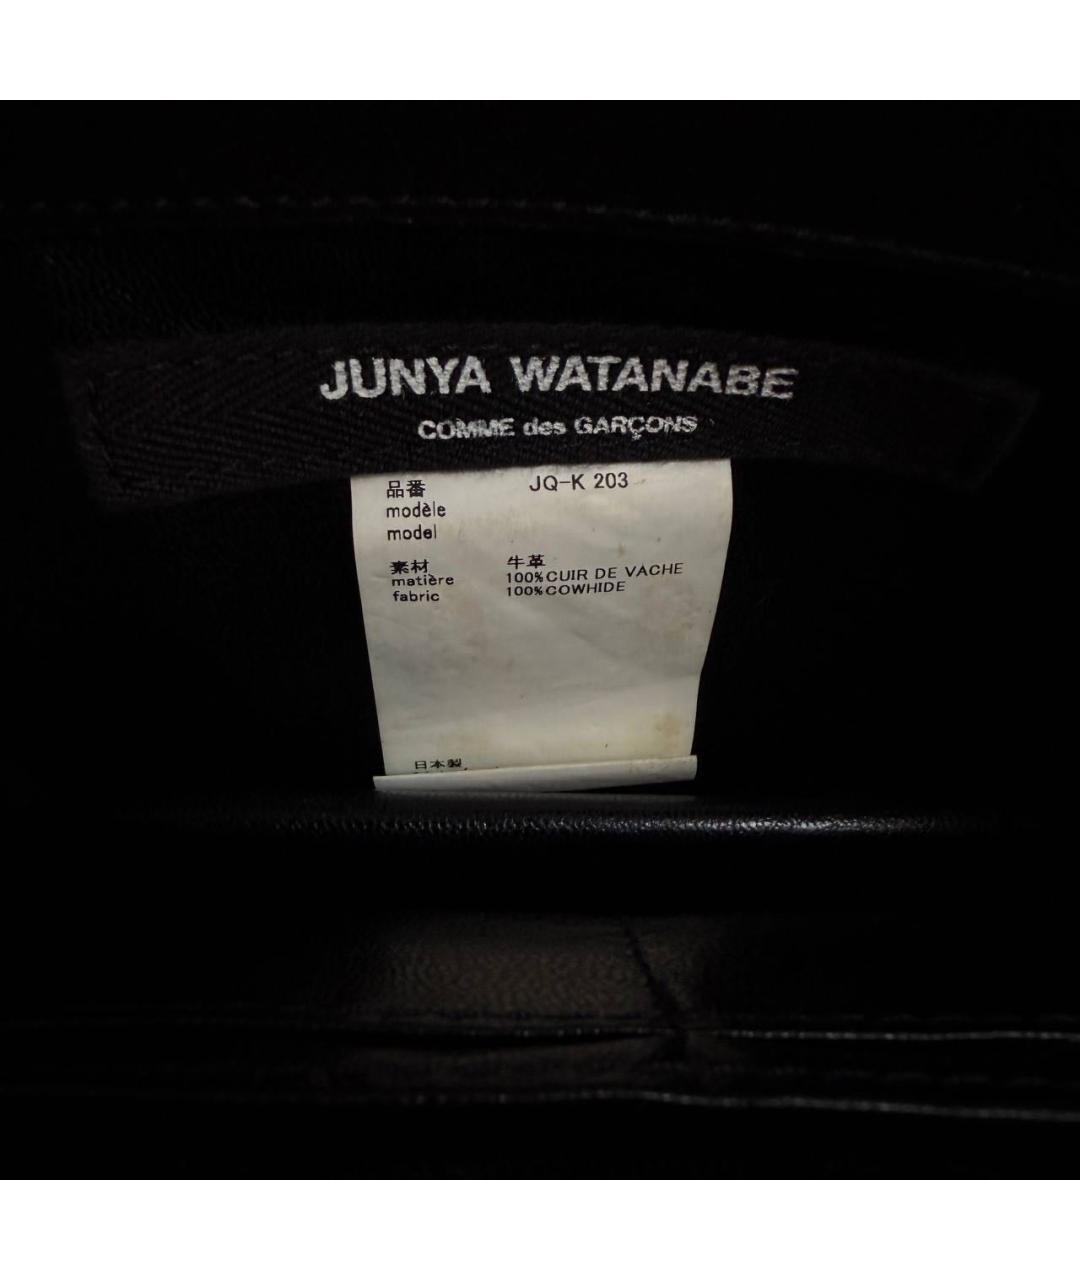 JUNYA WATANABE
COMME des GARÇONS
品番 JQ-K 203
modèle
model
素材 牛革
matière 100%CUIR DE VACHE
fabric 100%COWHIDE
日本製